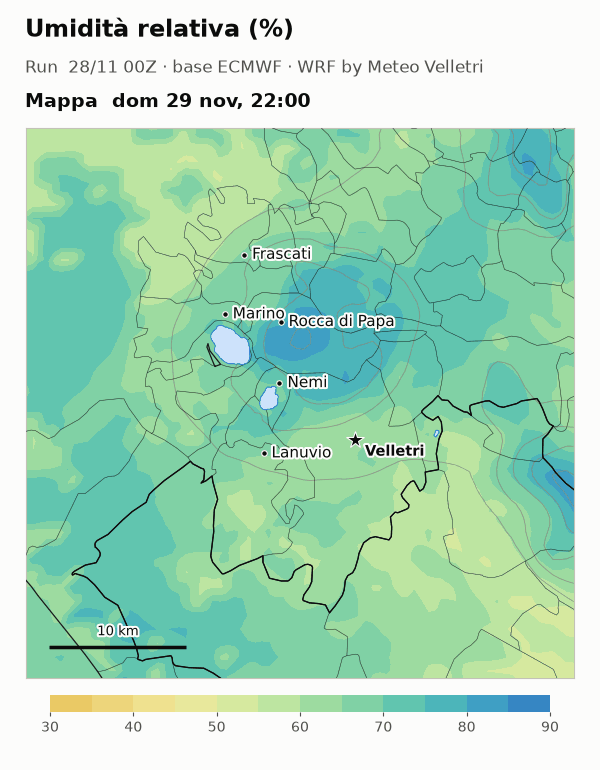 Umidità relativa (%)
Run  28/11 00Z · base ECMWF · WRF by Meteo Velletri
Mappa  dom 29 nov, 22:00
Frascati
Marino
Rocca di Papa
Nemi
Velletri
Lanuvio
10 km
30 40 50 60 70 80 90